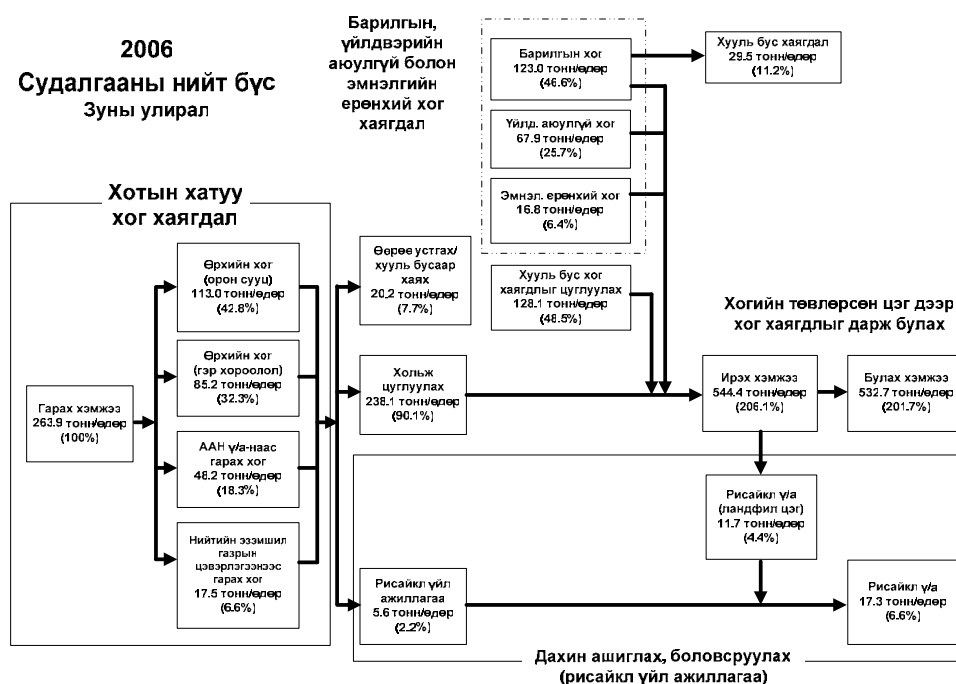 2006
Судалгааны нийт бүс
Зуны улирал
Барилгын,
үйлдвэрийн
аюулгүй болон
эмнэлгийн
ерөнхий хог
хаягдал
Барилгын хог
123.0 тонн/өдөр
(46.6%)
Хууль бус хаягдал
29.5 тонн/өдөр
(11.2%)
Үйлд. аюулгүй хог
67.9 тонн/өдөр
(25.7%)
Эмнэл. ерөнхий хог
16.8 тонн/өдөр
(6.4%)
Хотын хатуу
хог хаягдал
Өрхийн хог
(орон сууц)
113.0 тонн/өдөр
(42.8%)
Өөрөө устгах/
хууль бусаар
хаях
20.2 тонн/өдөр
(7.7%)
Хууль бус хог
хаягдлыг цуглуулах
128.1 тонн/өдөр
(48.5%)
Хогийн төвлөрсөн цэг дээр
хог хаягдлыг дарж булах
Өрхийн хог
(гэр хороолол)
85.2 тонн/өдөр
(32.3%)
Хольж
цуглуулах
238.1 тонн/өдөр
(90.1%)
Ирэх хэмжээ
544.4 тонн/өдөр
(206.1%)
Булах хэмжээ
532.7 тонн/өдөр
(201.7%)
Гарах хэмжээ
263.9 тонн/өдөр
(100%)
ААН ү/а-наас
гарах хог
48.2 тонн/өдөр
(18.3%)
Рисайкл ү/а
(ландфил цэг)
11.7 тонн/өдөр
(4.4%)
Нийтийн эзэмшил
газрын
цэвэрлэгээнээс
гарах хог
17.5 тонн/өдөр
(6.6%)
Рисайкл үйл
ажиллагаа
5.6 тонн/өдөр
(2.2%)
Рисайкл ү/а
17.3 тонн/өдөр
(6.6%)
Дахин ашиглах, боловсруулах
(рисайкл үйл ажиллагаа)